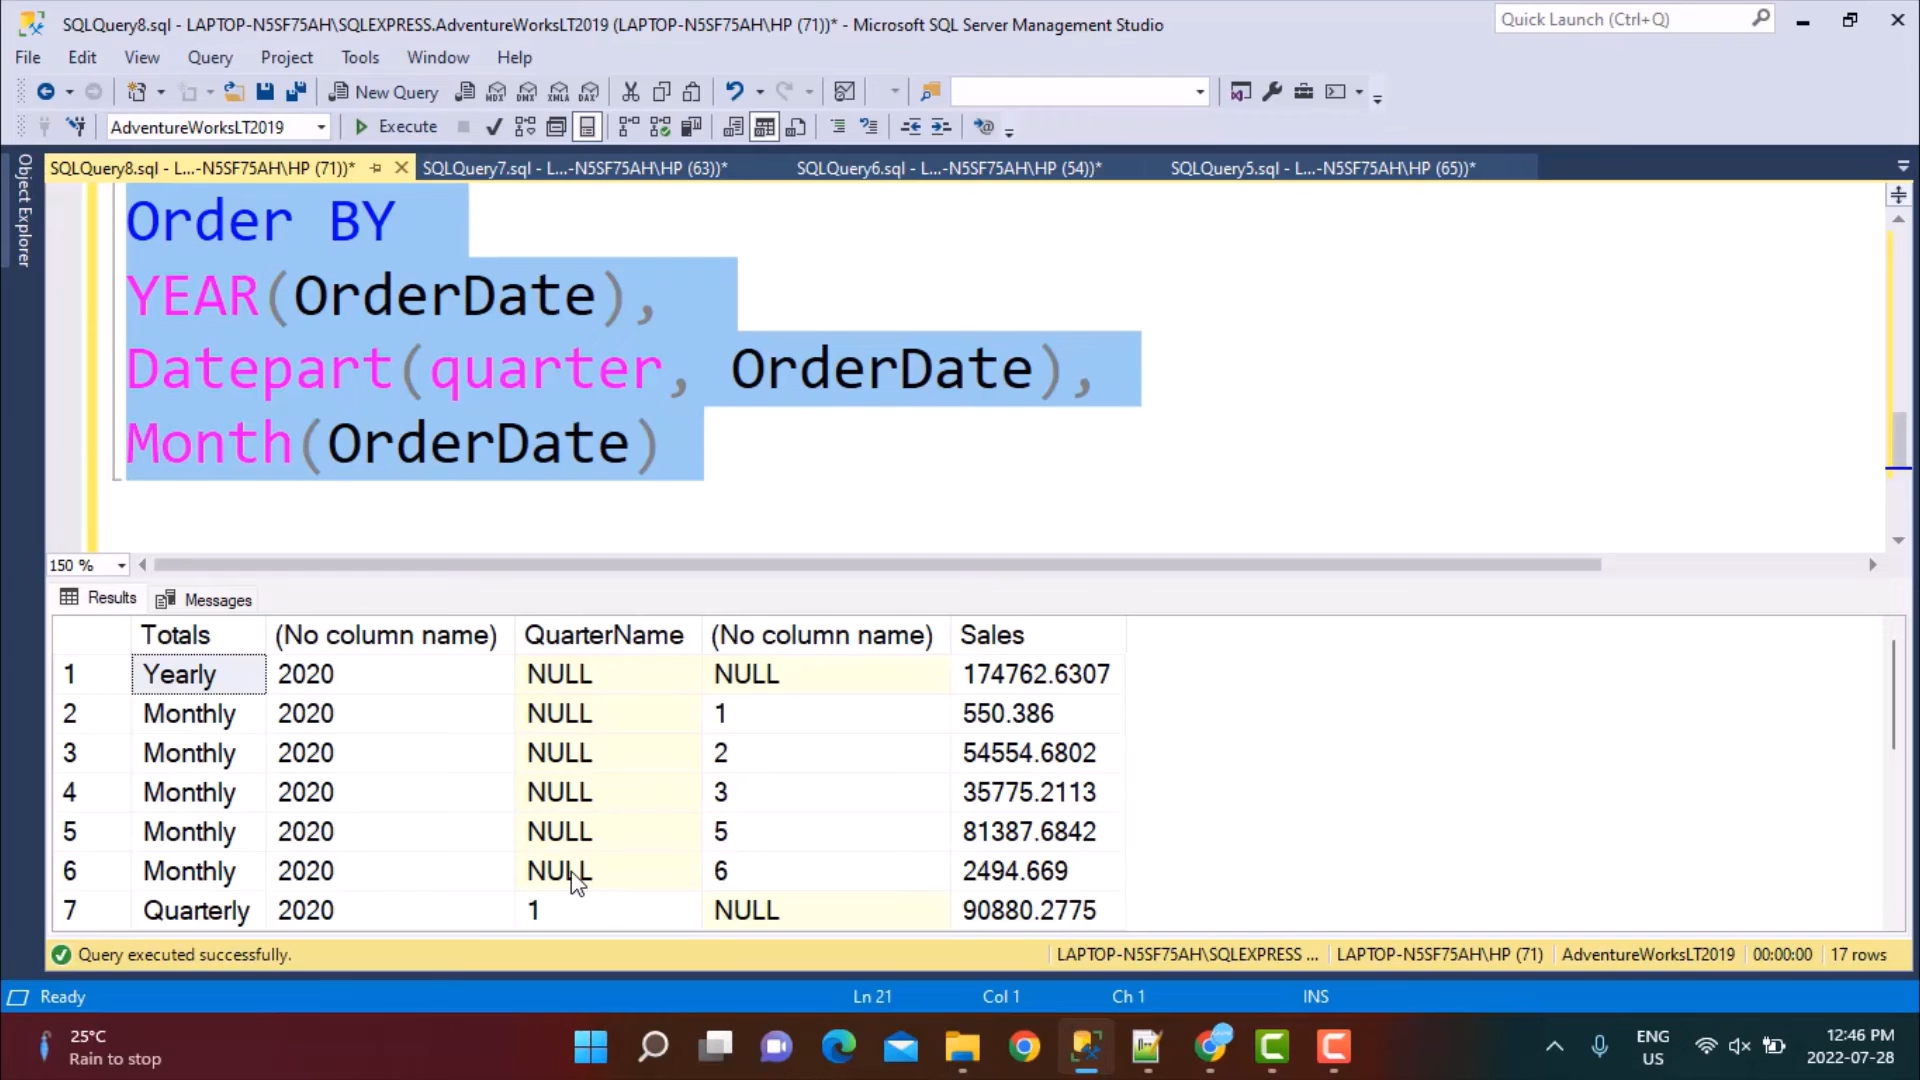 SQLQuery8.sql - LAPTOP-N5SF75AH\SQLEXPRESS.AdventureWorksLT2019 (LAPTOP-N5SF75AH\HP (71))* - Microsoft SQL Server Management Studio
Quick Launch (Ctrl+Q)
File Edit View Query Project Tools Window Help
New Query MDX DMX XMLA DAX
AdventureWorksLT2019 Execute
SQLQuery8.sql - L...-N5SF75AH\HP (71))* SQLQuery7.sql - L...-N5SF75AH\HP (63))* SQLQuery6.sql - L...-N5SF75AH\HP (54))* SQLQuery5.sql - L...-N5SF75AH\HP (65))*
Object Explorer
Order BY
YEAR(OrderDate),
Datepart(quarter, OrderDate),
Month(OrderDate)
150 %
Results Messages
Totals (No column name) QuarterName (No column name) Sales
1 Yearly 2020 NULL NULL 174762.6307
2 Monthly 2020 NULL 1 550.386
3 Monthly 2020 NULL 2 54554.6802
4 Monthly 2020 NULL 3 35775.2113
5 Monthly 2020 NULL 5 81387.6842
6 Monthly 2020 NULL 6 2494.669
7 Quarterly 2020 1 NULL 90880.2775
Query executed successfully. LAPTOP-N5SF75AH\SQLEXPRESS ... LAPTOP-N5SF75AH\HP (71) AdventureWorksLT2019 00:00:00 17 rows
Ready Ln 21 Col 1 Ch 1 INS
25°C
Rain to stop
ENG
US
12:46 PM
2022-07-28